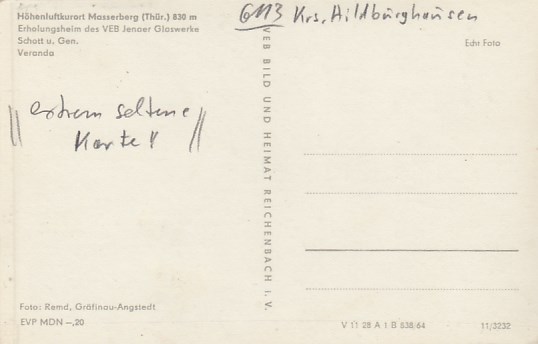 Höhenluftkurort Masserberg (Thür.) 830 m
Erholungsheim des VEB Jenaer Glaswerke
Schott u. Gen.
Veranda
6113 Krs. Hildburghausen
Echt Foto
extrem seltene
Karte!!
VEB BILD UND HEIMAT REICHENBACH i. V.
Foto: Remd, Gräfinau-Angstedt
EVP MDN –,20
V 11 28 A 1 B 838/64
11/3232